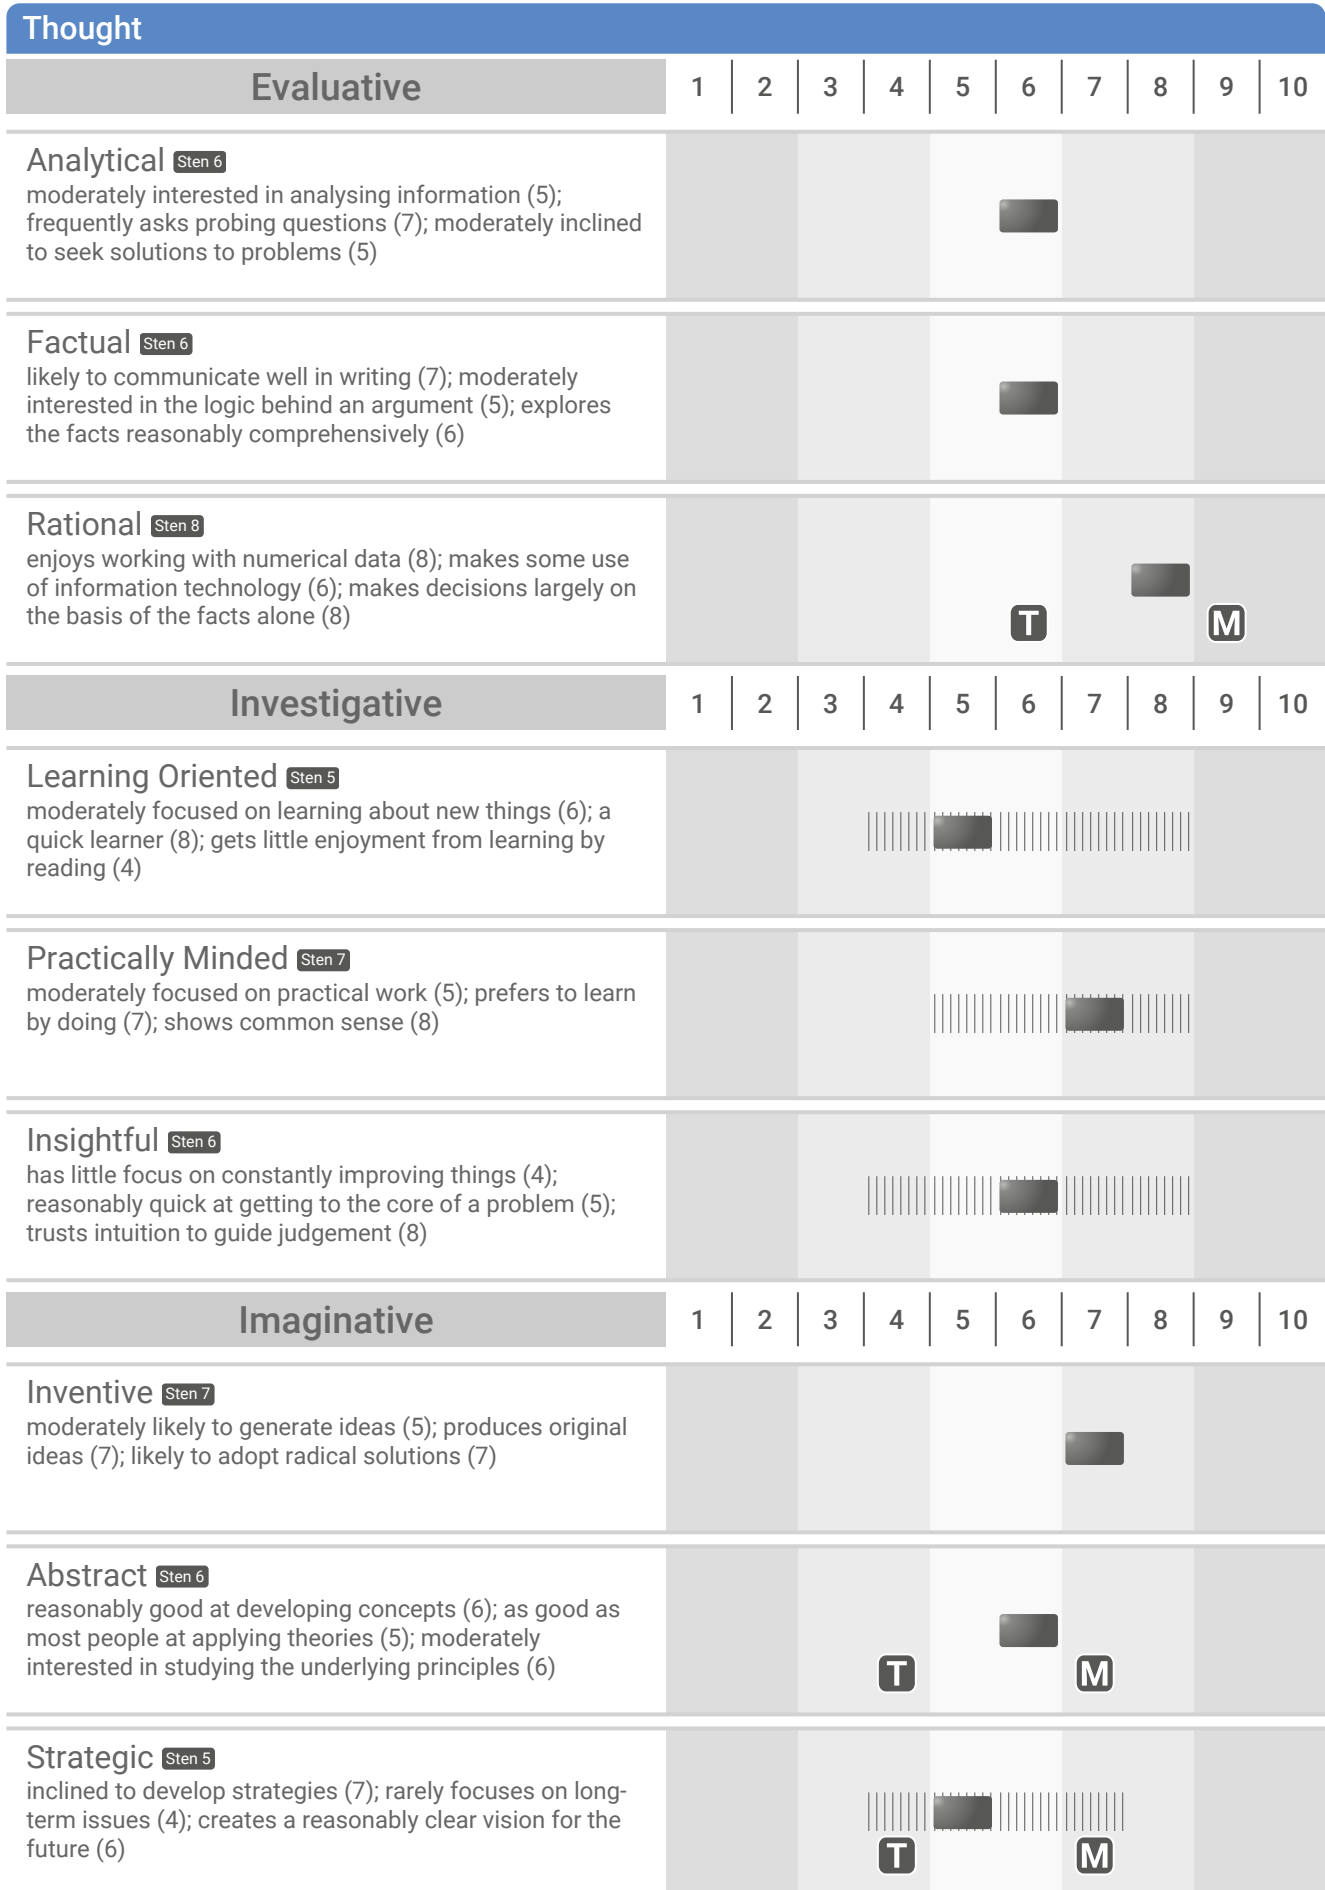 Thought
Evaluative 1 2 3 4 5 6 7 8 9 10
Analytical Sten 6
moderately interested in analysing information (5);
frequently asks probing questions (7); moderately inclined
to seek solutions to problems (5)
Factual Sten 6
likely to communicate well in writing (7); moderately
interested in the logic behind an argument (5); explores
the facts reasonably comprehensively (6)
Rational Sten 8
enjoys working with numerical data (8); makes some use
of information technology (6); makes decisions largely on
the basis of the facts alone (8)
T M
Investigative 1 2 3 4 5 6 7 8 9 10
Learning Oriented Sten 5
moderately focused on learning about new things (6); a
quick learner (8); gets little enjoyment from learning by
reading (4)
Practically Minded Sten 7
moderately focused on practical work (5); prefers to learn
by doing (7); shows common sense (8)
Insightful Sten 6
has little focus on constantly improving things (4);
reasonably quick at getting to the core of a problem (5);
trusts intuition to guide judgement (8)
Imaginative 1 2 3 4 5 6 7 8 9 10
Inventive Sten 7
moderately likely to generate ideas (5); produces original
ideas (7); likely to adopt radical solutions (7)
Abstract Sten 6
reasonably good at developing concepts (6); as good as
most people at applying theories (5); moderately
interested in studying the underlying principles (6)
T M
Strategic Sten 5
inclined to develop strategies (7); rarely focuses on long-
term issues (4); creates a reasonably clear vision for the
future (6)
T M